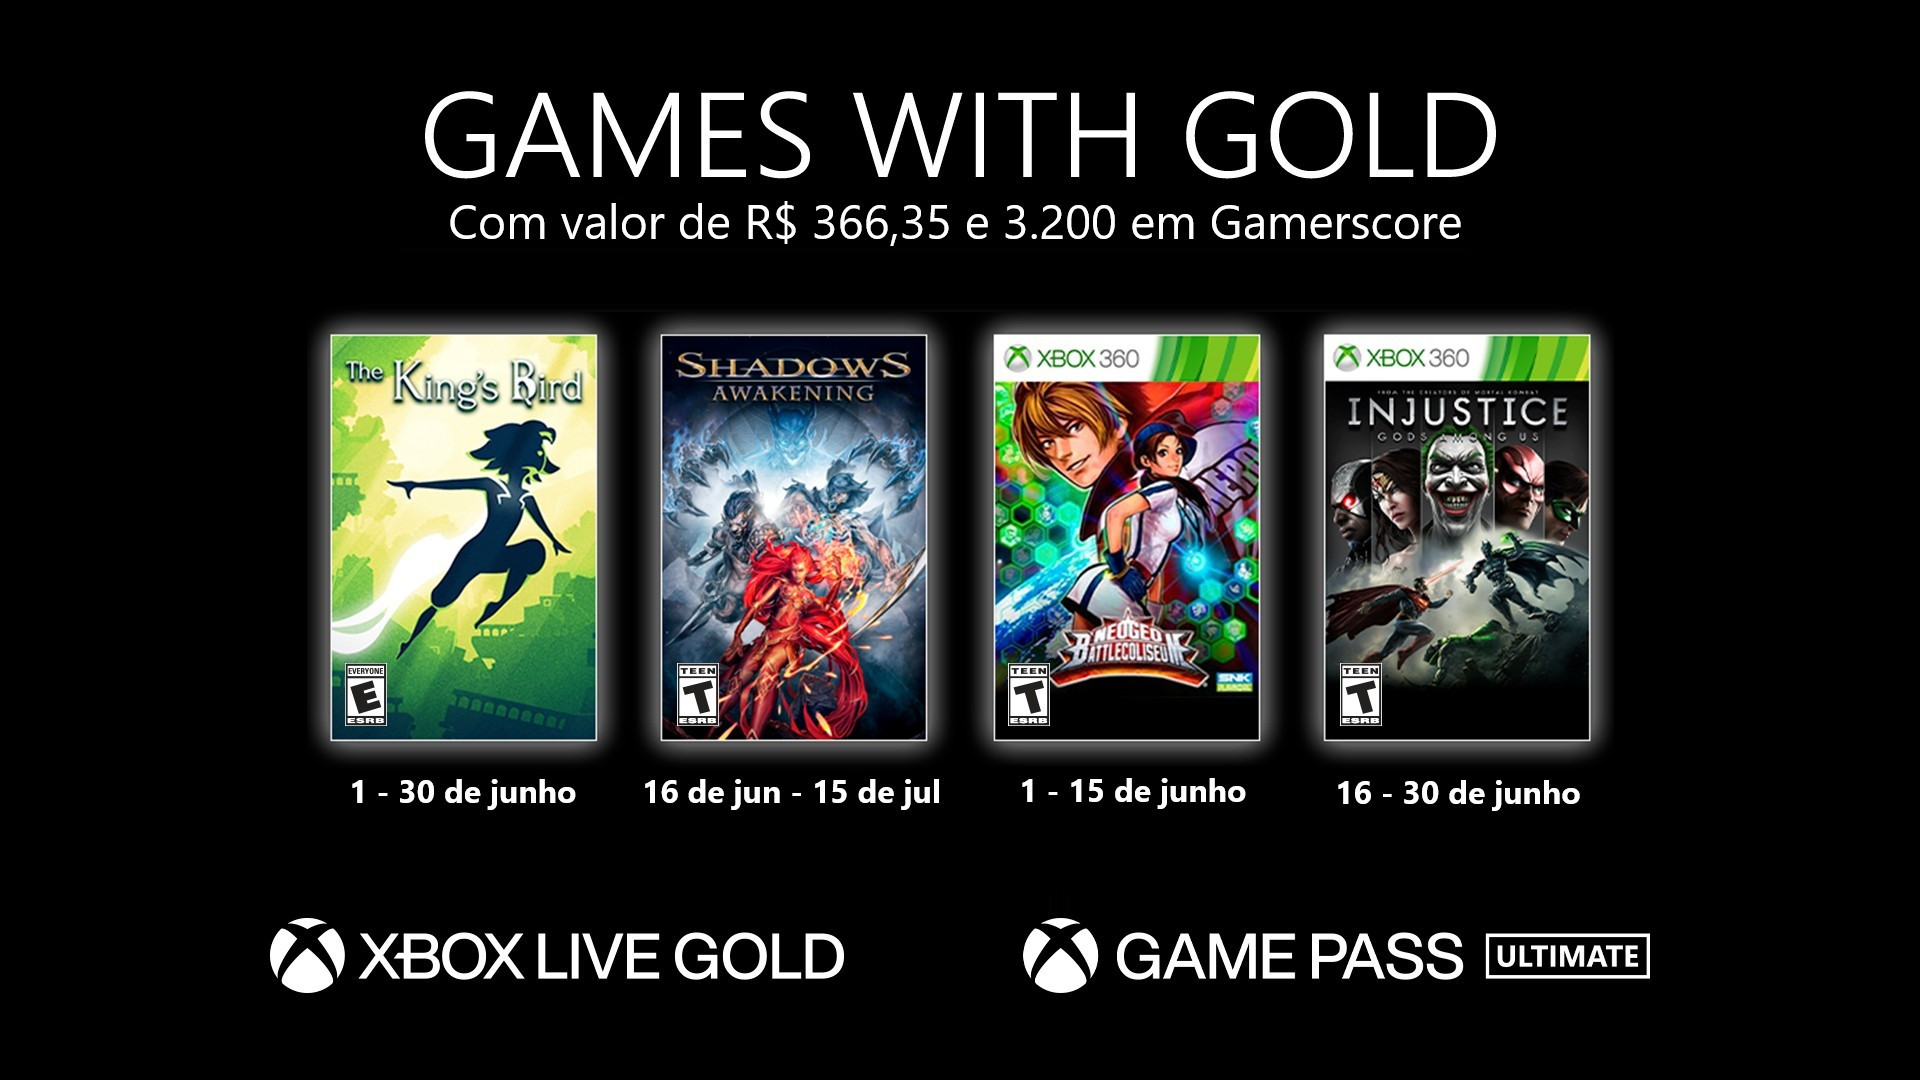 GAMES WITH GOLD
Com valor de R$ 366,35 e 3.200 em Gamerscore
The King's Bird
EVERYONE
E
ESRB
1 - 30 de junho
SHADOWS
AWAKENING
TEEN
T
ESRB
16 de jun - 15 de jul
XBOX 360
NEOGEO
BATTLECOLISEUM
SNK
TEEN
T
ESRB
1 - 15 de junho
XBOX 360
FROM THE CREATORS OF MORTAL KOMBAT
INJUSTICE
GODS AMONG US
TEEN
T
ESRB
16 - 30 de junho
XBOX LIVE GOLD
GAME PASS ULTIMATE